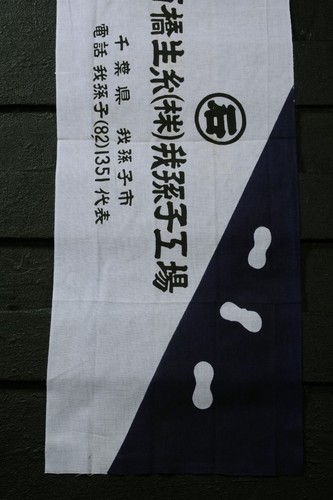 石
橋生糸(株)我孫子工場
千葉県 我孫子市
電話 我孫子(82)1351 代表